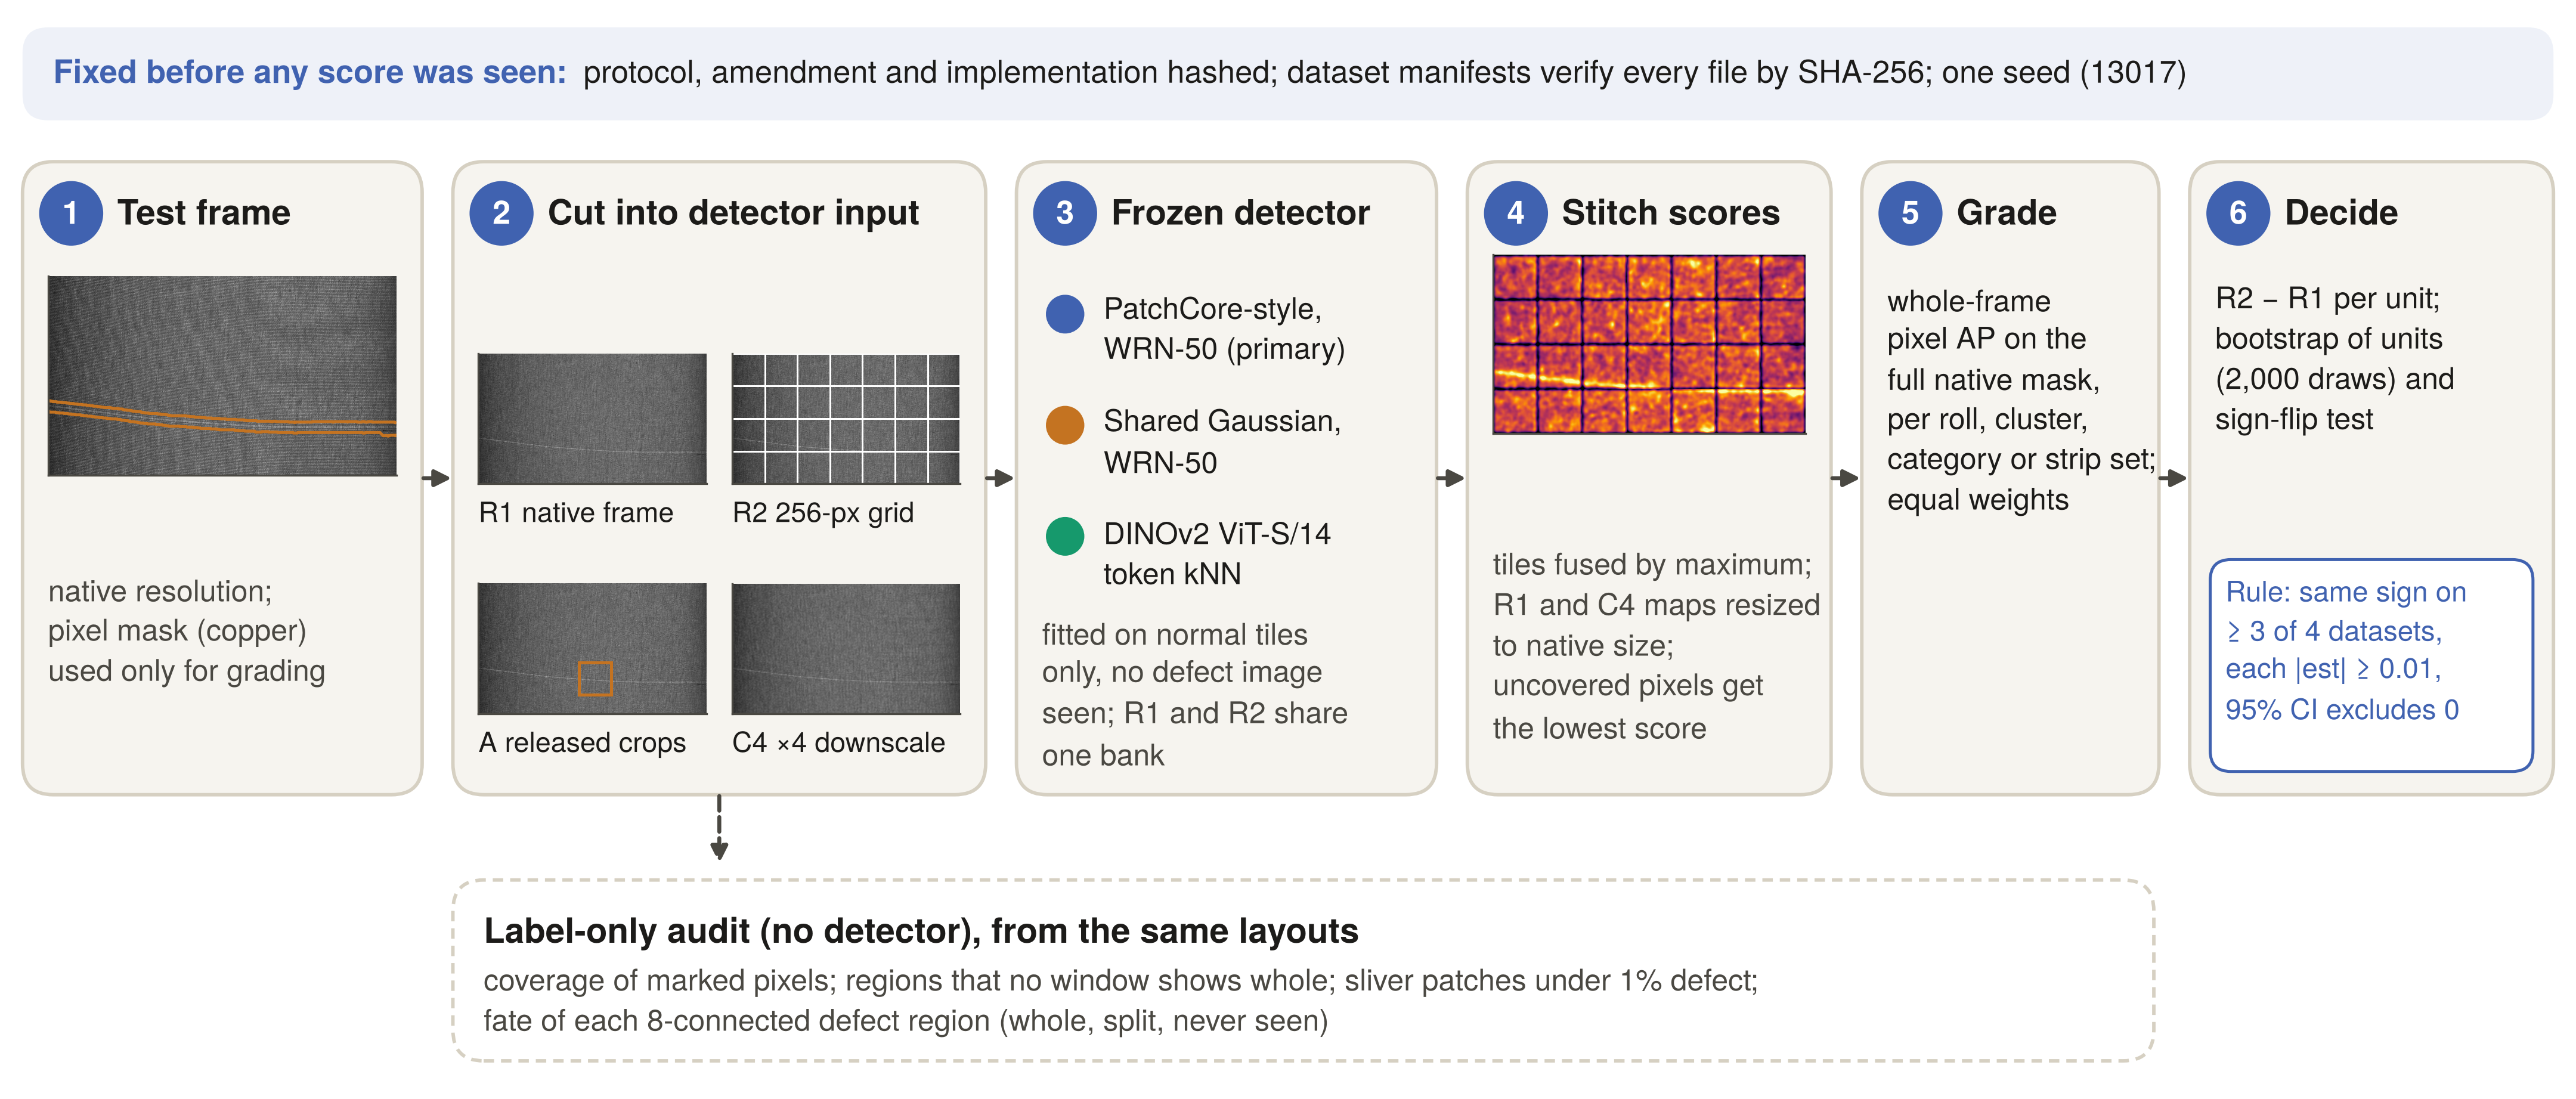 Fixed before any score was seen: protocol, amendment and implementation hashed; dataset manifests verify every file by SHA-256; one seed (13017)
1 Test frame
native resolution;
pixel mask (copper)
used only for grading
2 Cut into detector input
R1 native frame
R2 256-px grid
A released crops
C4 ×4 downscale
3 Frozen detector
PatchCore-style,
WRN-50 (primary)
Shared Gaussian,
WRN-50
DINOv2 ViT-S/14
token kNN
fitted on normal tiles
only, no defect image
seen; R1 and R2 share
one bank
4 Stitch scores
tiles fused by maximum;
R1 and C4 maps resized
to native size;
uncovered pixels get
the lowest score
5 Grade
whole-frame
pixel AP on the
full native mask,
per roll, cluster,
category or strip set;
equal weights
6 Decide
R2 − R1 per unit;
bootstrap of units
(2,000 draws) and
sign-flip test
Rule: same sign on
≥ 3 of 4 datasets,
each |est| ≥ 0.01,
95% CI excludes 0
Label-only audit (no detector), from the same layouts
coverage of marked pixels; regions that no window shows whole; sliver patches under 1% defect;
fate of each 8-connected defect region (whole, split, never seen)